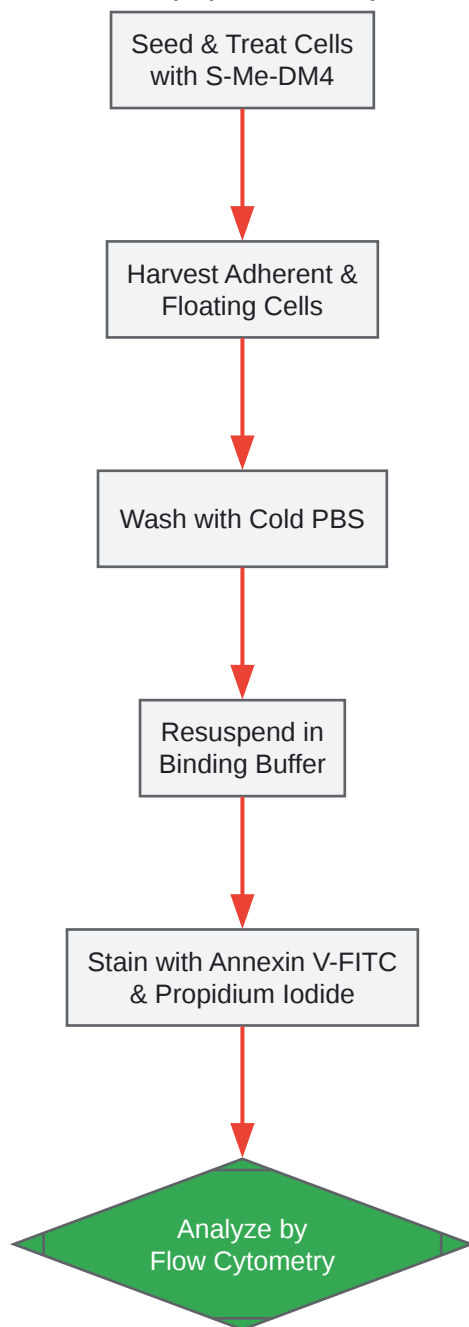 Seed & Treat Cells
with S-Me-DM4
Harvest Adherent &
Floating Cells
Wash with Cold PBS
Resuspend in
Binding Buffer
Stain with Annexin V-FITC
& Propidium Iodide
Analyze by
Flow Cytometry